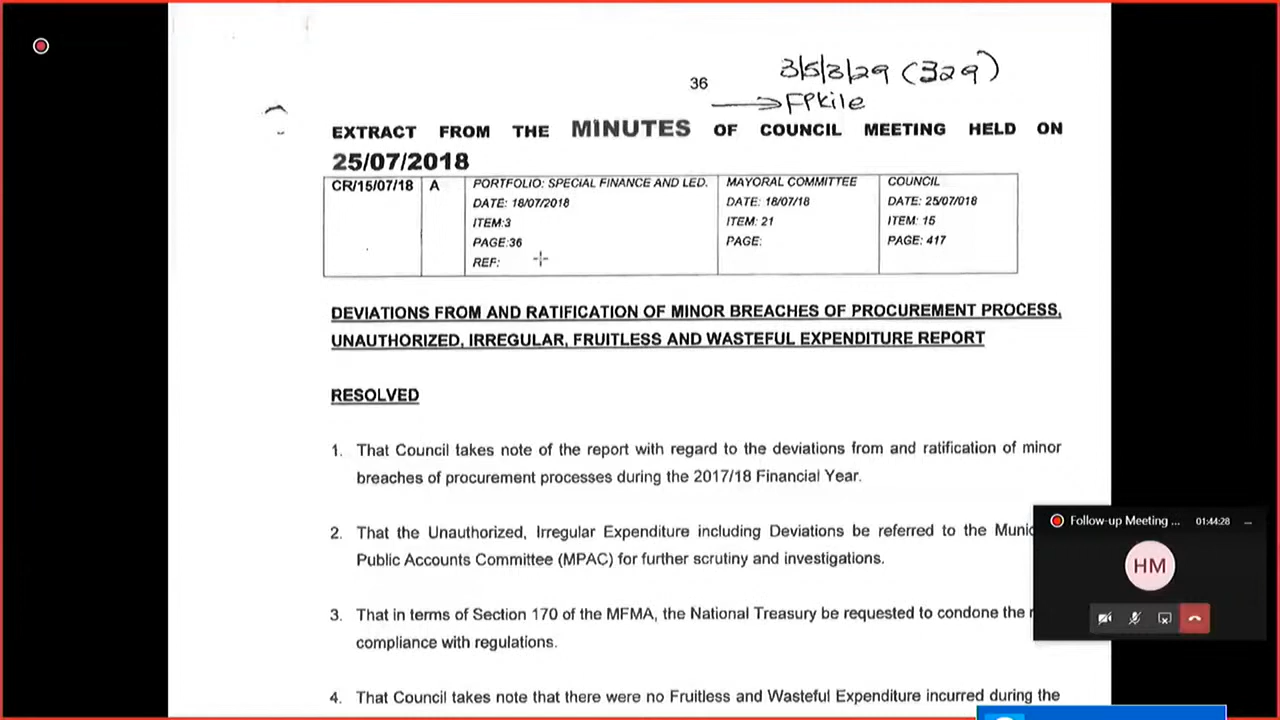 36
3/5/3/29 (329)
EXTRACT FROM THE MINUTES OF COUNCIL MEETING HELD ON
25/07/2018
CR/15/07/18
A
PORTFOLIO: SPECIAL FINANCE AND LED.
DATE: 18/07/2018
ITEM:3
PAGE:36
REF:
MAYORAL COMMITTEE
DATE: 18/07/18
ITEM: 21
PAGE:
COUNCIL
DATE: 25/07/018
ITEM: 15
PAGE: 417
DEVIATIONS FROM AND RATIFICATION OF MINOR BREACHES OF PROCUREMENT PROCESS,
UNAUTHORIZED, IRREGULAR, FRUITLESS AND WASTEFUL EXPENDITURE REPORT
RESOLVED
1. That Council takes note of the report with regard to the deviations from and ratification of minor
breaches of procurement processes during the 2017/18 Financial Year.
2. That the Unauthorized, Irregular Expenditure including Deviations be referred to the Munic
Public Accounts Committee (MPAC) for further scrutiny and investigations.
3. That in terms of Section 170 of the MFMA, the National Treasury be requested to condone the
compliance with regulations.
4. That Council takes note that there were no Fruitless and Wasteful Expenditure incurred during the
Follow-up Meeting ...
01:44:28
HM